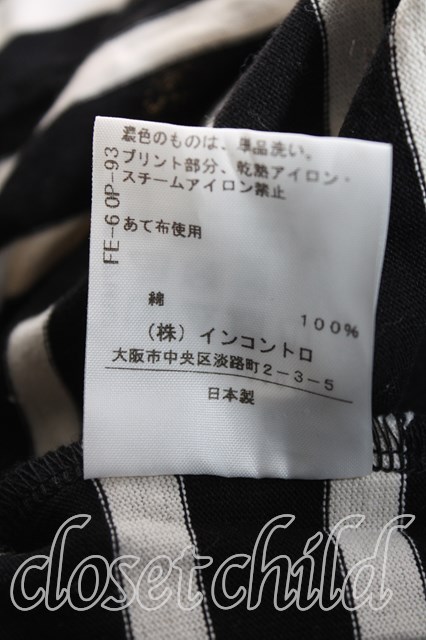 濃色のものは、単品洗い。
プリント部分、乾熱アイロン・
スチームアイロン禁止
あて布使用
FE-60P-93
綿
100%
(株)インコントロ
大阪市中央区淡路町2-3-5
日本製
closet child